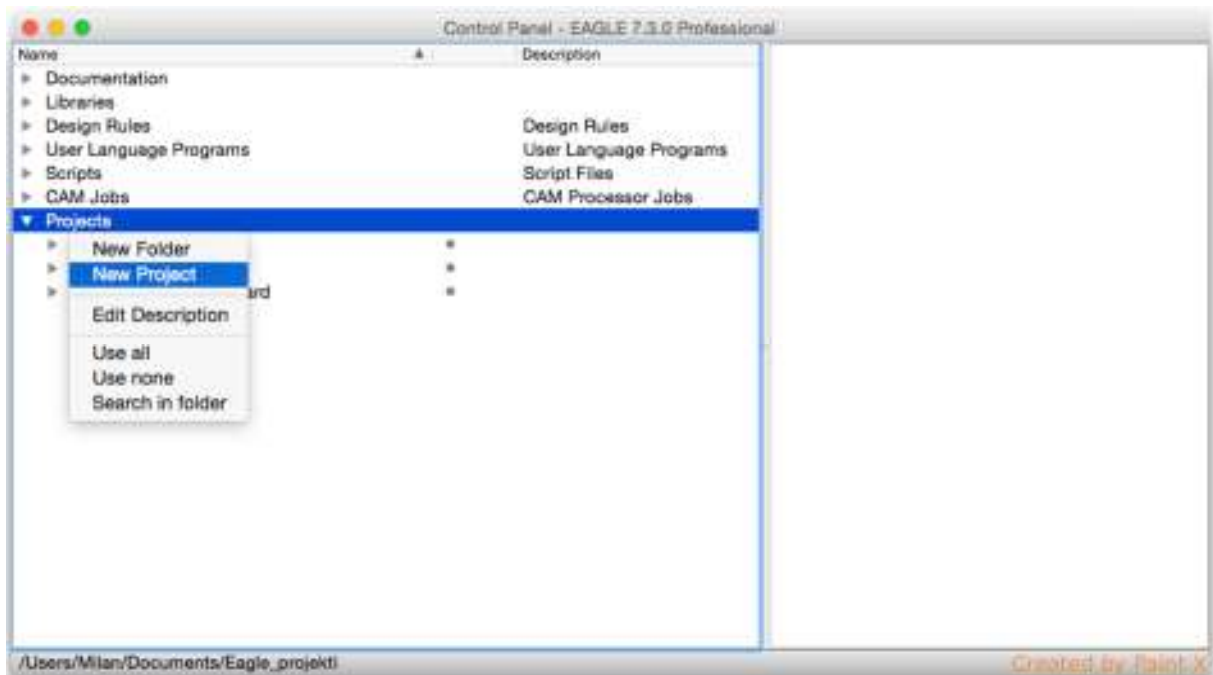 Control Panel - EAGLE 7.3.0 Professional
Name Description
Documentation
Libraries
Design Rules Design Rules
User Language Programs User Language Programs
Scripts Script Files
CAM Jobs CAM Processor Jobs
Projects
New Folder
New Project
ard
Edit Description
Use all
Use none
Search in folder
/Users/Milan/Documents/Eagle_projekti
Created by Paint X